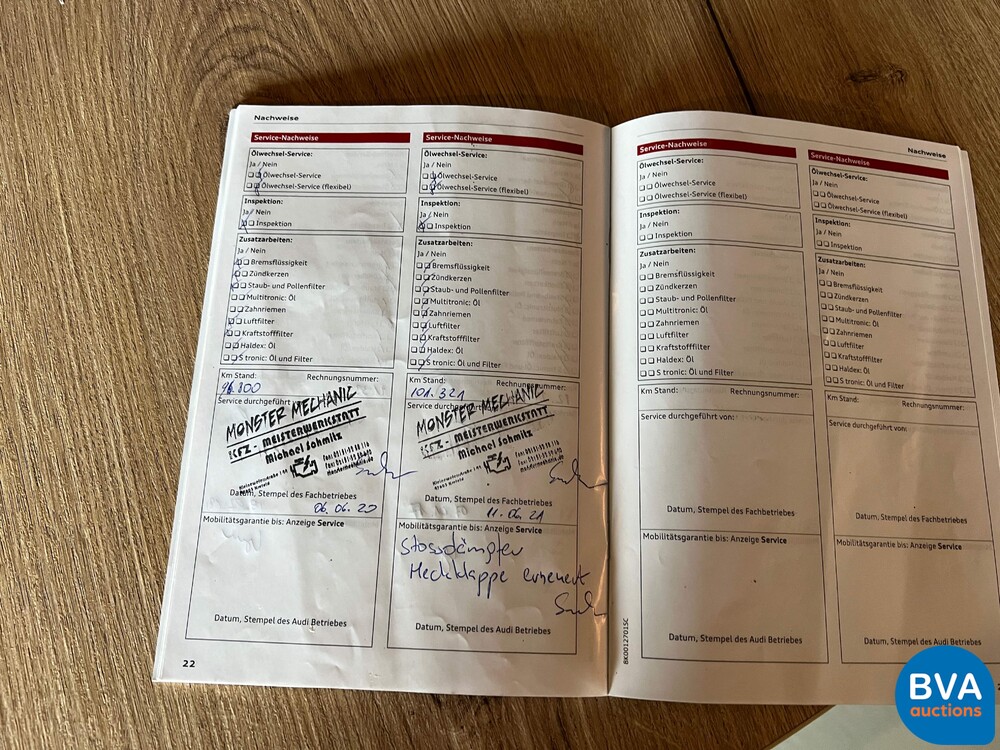 Nachweise
Service-Nachweise
Ölwechsel-Service:
Ja / Nein
Ölwechsel-Service
Ölwechsel-Service (flexibel)
Inspektion:
Ja / Nein
Inspektion
Zusatzarbeiten:
Ja / Nein
Bremsflüssigkeit
Zündkerzen
Staub- und Pollenfilter
Multitronic: Öl
Zahnriemen
Luftfilter
Kraftstofffilter
Haldex: Öl
S tronic: Öl und Filter
Km Stand: Rechnungsnummer:
Service durchgeführt
MONSTER MECHANIC
KFZ - MEISTERWERKSTATT
Michael Schmitz
Datum, Stempel des Fachbetriebes
06.06.20
Mobilitätsgarantie bis: Anzeige Service
Datum, Stempel des Audi Betriebes
22
Service-Nachweise
Ölwechsel-Service:
Ja / Nein
Ölwechsel-Service
Ölwechsel-Service (flexibel)
Inspektion:
Ja / Nein
Inspektion
Zusatzarbeiten:
Ja / Nein
Bremsflüssigkeit
Zündkerzen
Staub- und Pollenfilter
Multitronic: Öl
Zahnriemen
Luftfilter
Kraftstofffilter
Haldex: Öl
S tronic: Öl und Filter
Km Stand: Rechnungsnummer:
101.321
Service durchgeführt
MONSTER MECHANIC
KFZ - MEISTERWERKSTATT
Michael Schmitz
Datum, Stempel des Fachbetriebes
11.06.21
Mobilitätsgarantie bis: Anzeige Service
Stossdämpfer
Heckklappe erneuert
Datum, Stempel des Audi Betriebes
Nachweise
Service-Nachweise
Ölwechsel-Service:
Ja / Nein
Ölwechsel-Service
Ölwechsel-Service (flexibel)
Inspektion:
Ja / Nein
Inspektion
Zusatzarbeiten:
Ja / Nein
Bremsflüssigkeit
Zündkerzen
Staub- und Pollenfilter
Multitronic: Öl
Zahnriemen
Luftfilter
Kraftstofffilter
Haldex: Öl
S tronic: Öl und Filter
Km Stand: Rechnungsnummer:
Service durchgeführt von:
Datum, Stempel des Fachbetriebes
Mobilitätsgarantie bis: Anzeige Service
Datum, Stempel des Audi Betriebes
8K0012701SC
Service-Nachweise
Ölwechsel-Service:
Ja / Nein
Ölwechsel-Service
Ölwechsel-Service (flexibel)
Inspektion:
Ja / Nein
Inspektion
Zusatzarbeiten:
Ja / Nein
Bremsflüssigkeit
Zündkerzen
Staub- und Pollenfilter
Multitronic: Öl
Zahnriemen
Luftfilter
Kraftstofffilter
Haldex: Öl
S tronic: Öl und Filter
Km Stand: Rechnungsnummer:
Service durchgeführt von:
Datum, Stempel des Fachbetriebes
Mobilitätsgarantie bis: Anzeige Service
Datum, Stempel des Audi Betriebes
BVA
auctions